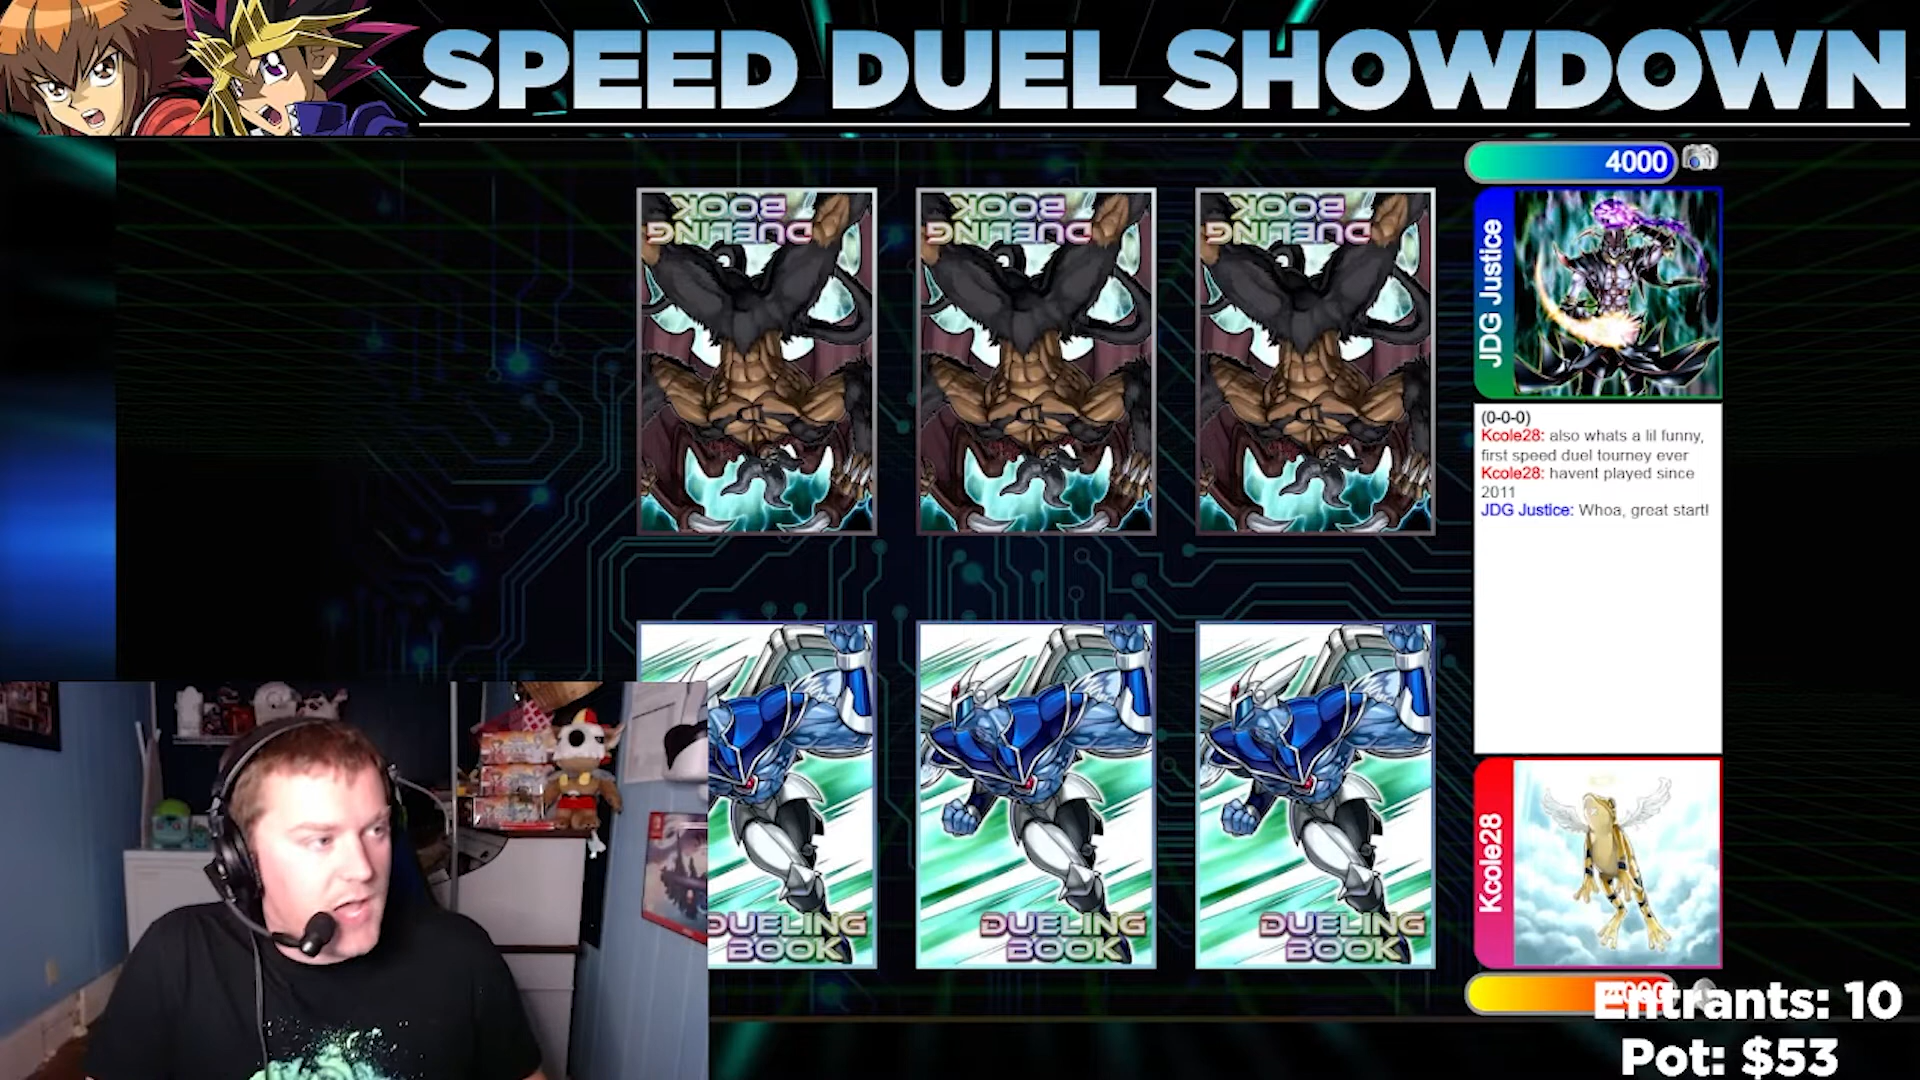 SPEED DUEL SHOWDOWN
4000
DUELING
BOOK
DUELING
BOOK
DUELING
BOOK
JDG Justice
(0-0-0)
Kcole28: also whats a lil funny,
first speed duel tourney ever
Kcole28: havent played since
2011
JDG Justice: Whoa, great start!
Kcole28
DUELING
BOOK
DUELING
BOOK
DUELING
BOOK
Entrants: 10
Pot: $53